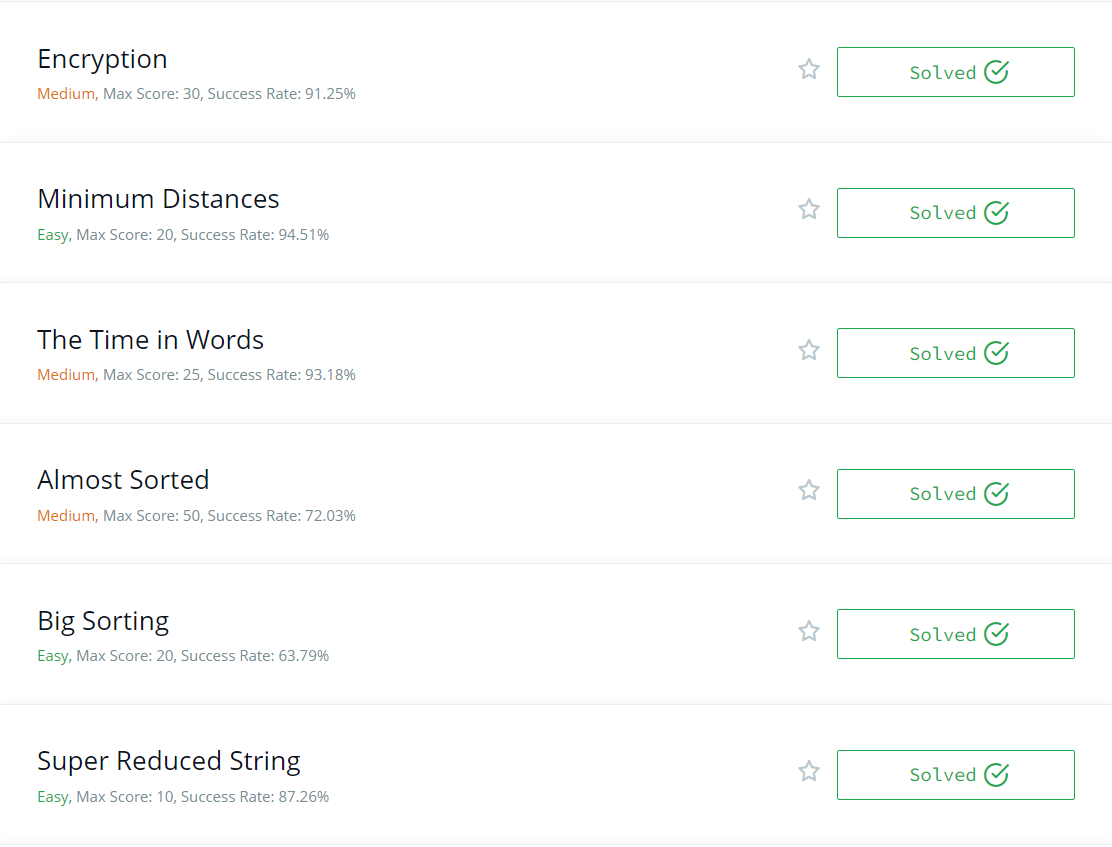 Encryption
Medium, Max Score: 30, Success Rate: 91.25%
Solved
Minimum Distances
Easy, Max Score: 20, Success Rate: 94.51%
Solved
The Time in Words
Medium, Max Score: 25, Success Rate: 93.18%
Solved
Almost Sorted
Medium, Max Score: 50, Success Rate: 72.03%
Solved
Big Sorting
Easy, Max Score: 20, Success Rate: 63.79%
Solved
Super Reduced String
Easy, Max Score: 10, Success Rate: 87.26%
Solved